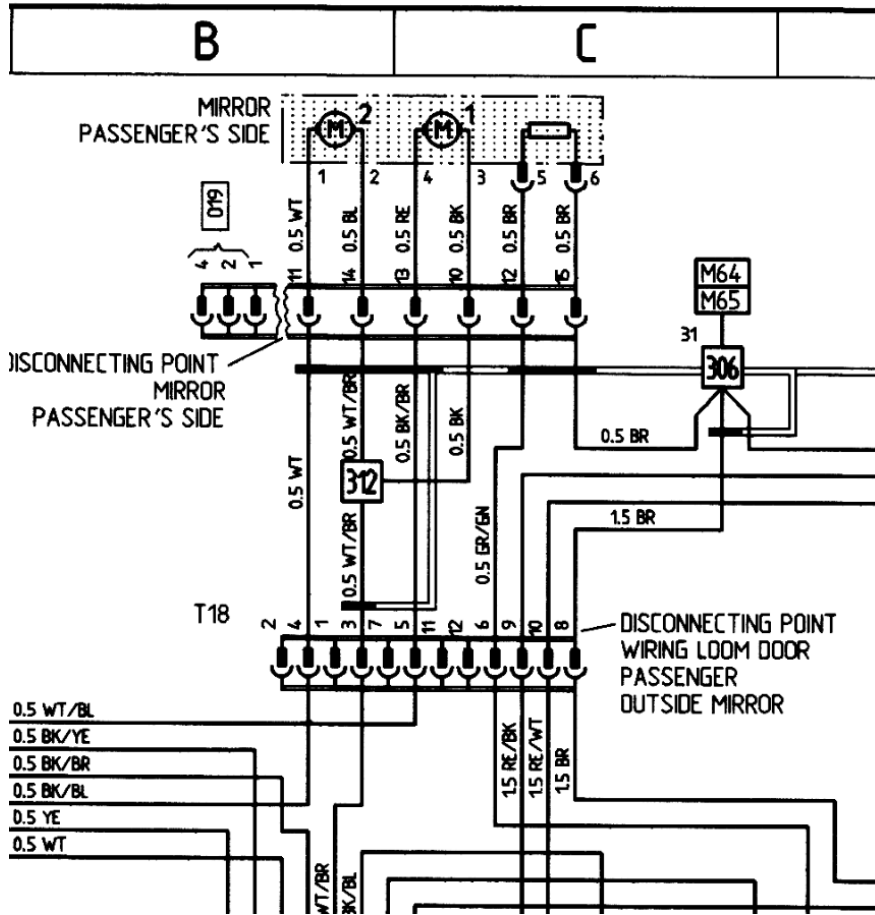 B
C
MIRROR
PASSENGER'S SIDE
M
2
M
1
1
2
4
3
5
6
019
0.5 WT
0.5 BL
0.5 RE
0.5 BK
0.5 BR
0.5 BR
4
2
1
11
14
13
10
12
15
M64
M65
31
306
DISCONNECTING POINT
MIRROR
PASSENGER'S SIDE
0.5 WT
0.5 WT/BR
0.5 BK/BR
0.5 BK
0.5 BR
312
0.5 WT/BR
0.5 GR/GN
1.5 BR
T18
2
4
1
3
7
5
11
12
6
9
10
8
DISCONNECTING POINT
WIRING LOOM DOOR
PASSENGER
OUTSIDE MIRROR
0.5 WT/BL
0.5 BK/YE
0.5 BK/BR
0.5 BK/BL
0.5 YE
0.5 WT
1.5 RE/BK
1.5 RE/WT
1.5 BR
WT/BR
BK/BL